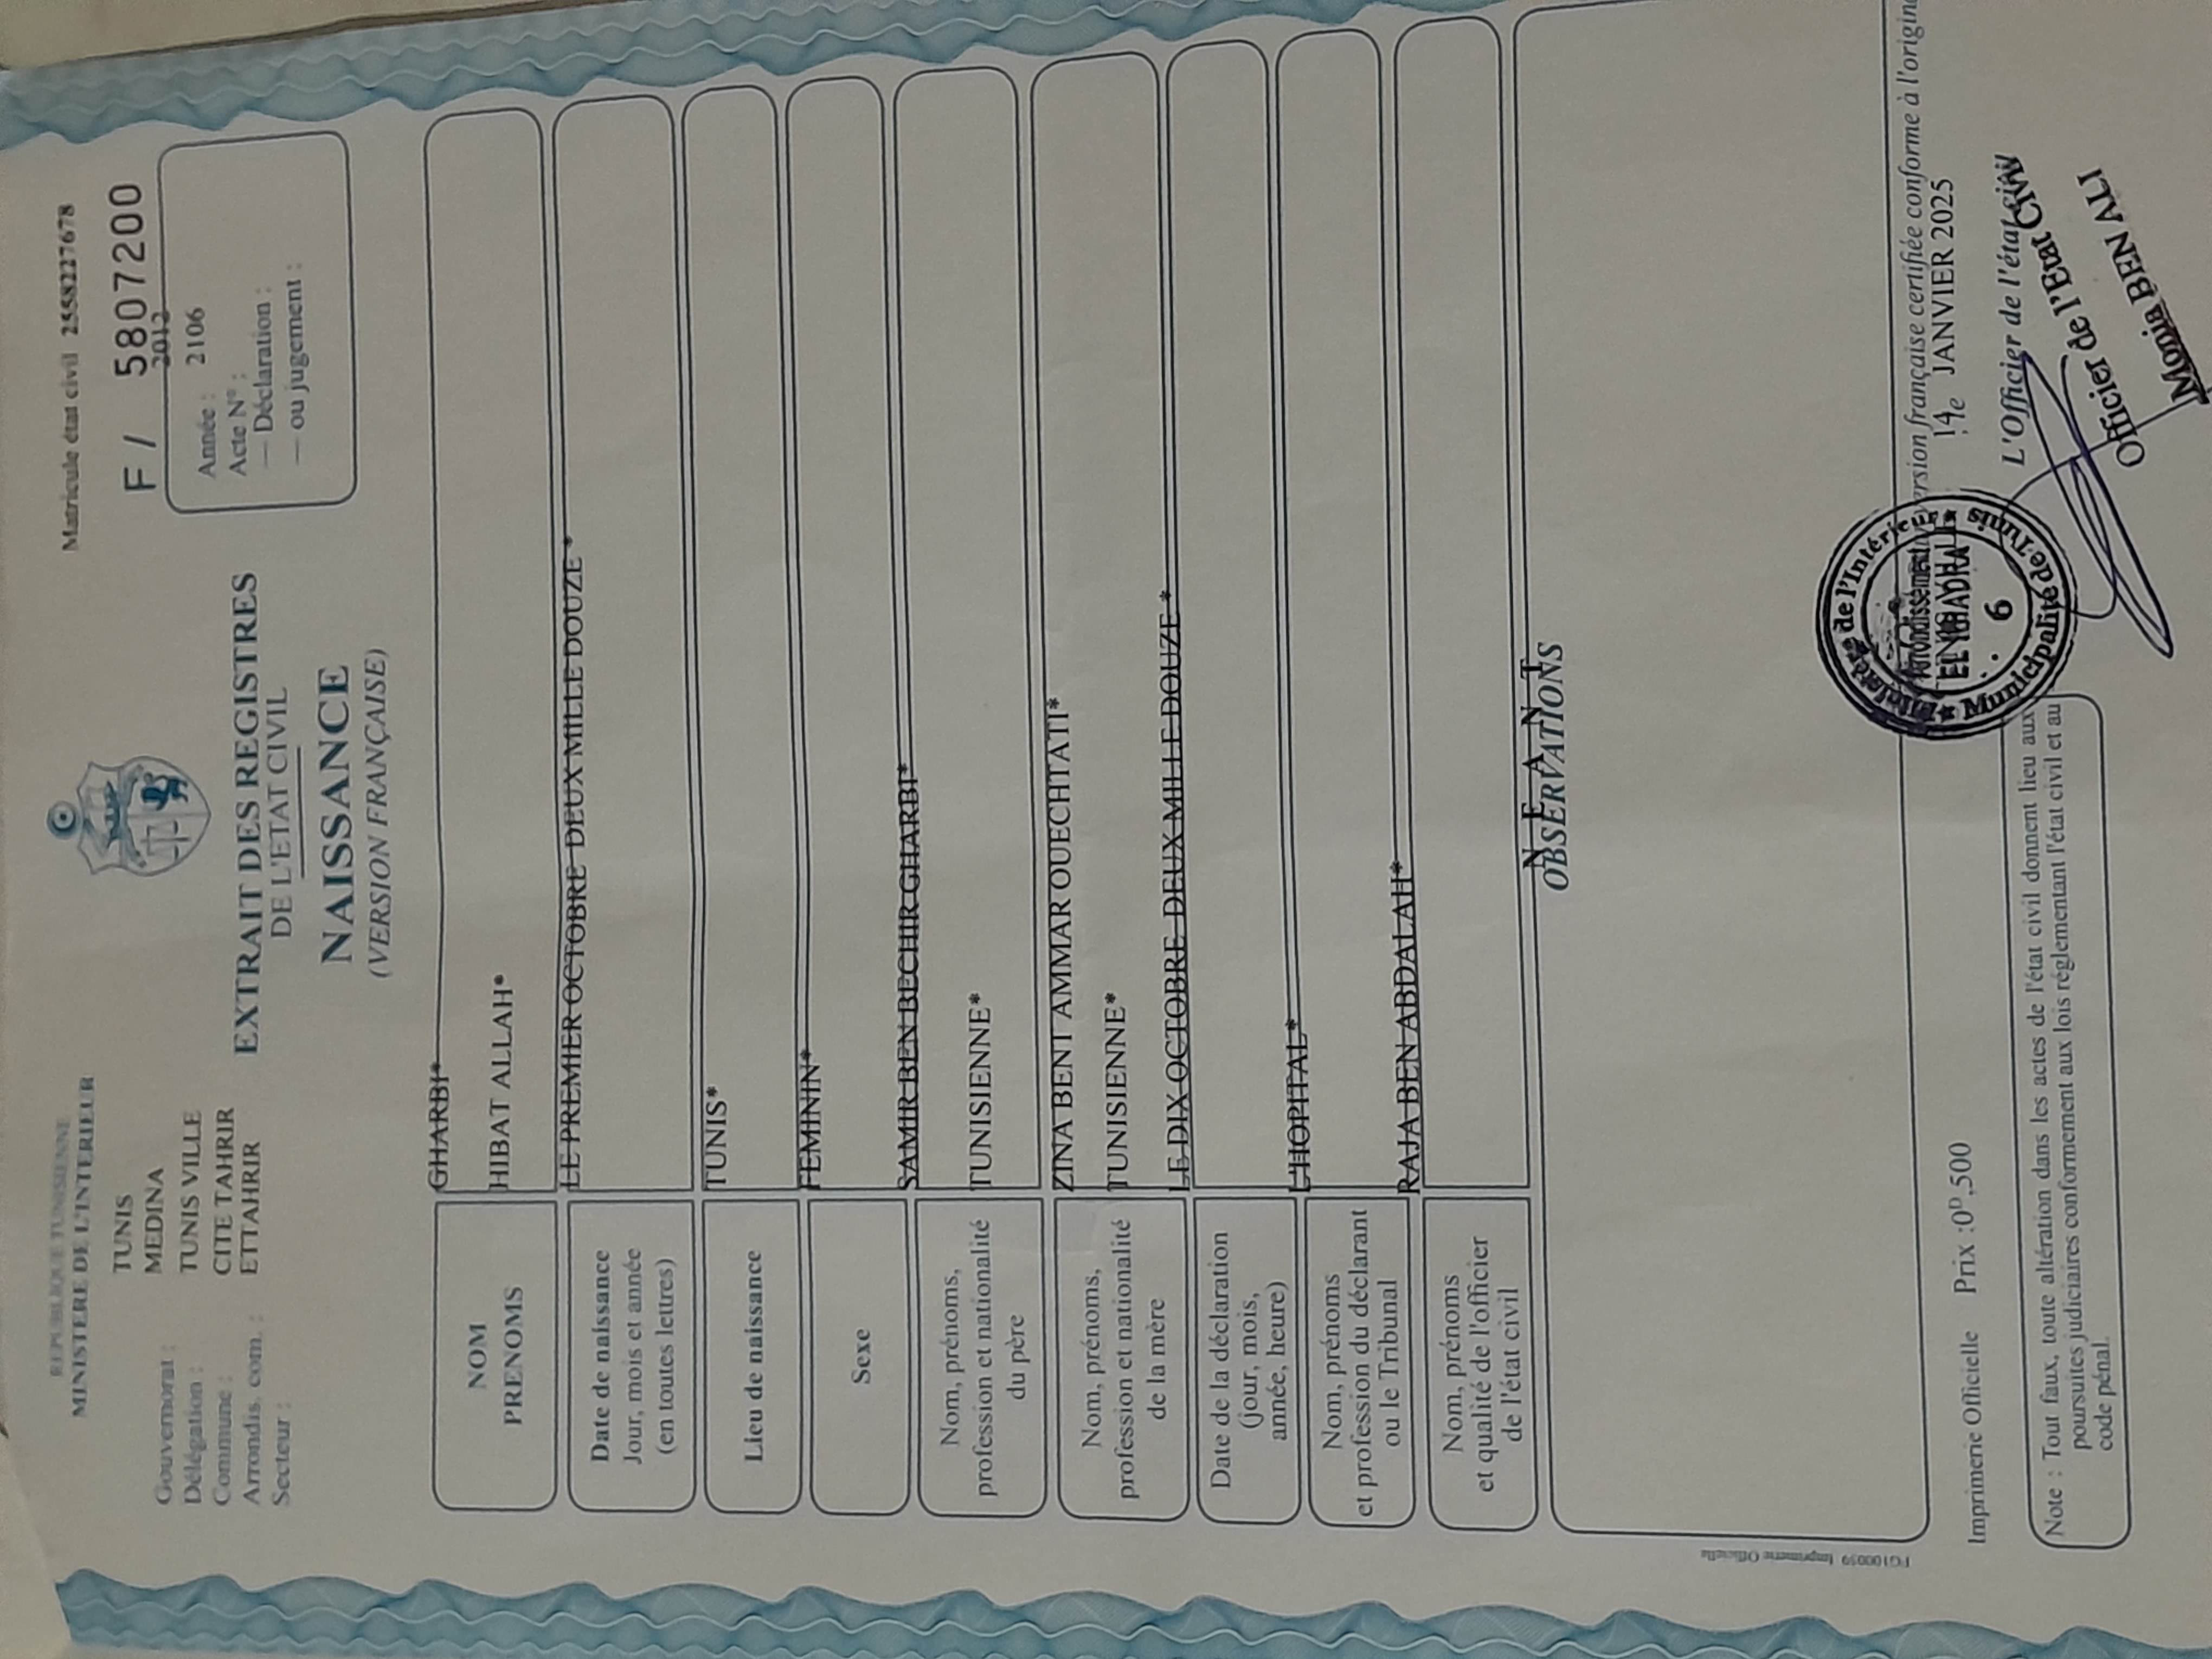 REPUBLIQUE TUNISIENNE
MINISTERE DE L'INTERIEUR
Gouvernorat : TUNIS
Délégation : MEDINA
Commune : TUNIS VILLE
Arrondis. com. : CITE TAHRIR
Secteur : ETTAHRIR
EXTRAIT DES REGISTRES
DE L'ETAT CIVIL
NAISSANCE
(VERSION FRANÇAISE)
Matricule état civil 2558227678
F / 5807200
Année : 2012
Acte N° : 2106
— Déclaration :
— ou jugement :
NOM
PRENOMS
GHARBI*
HIBAT ALLAH*
Date de naissance
Jour, mois et année
(en toutes lettres)
LE PREMIER OCTOBRE DEUX MILLE DOUZE *
Lieu de naissance
TUNIS*
Sexe
FEMININ*
Nom, prénoms,
profession et nationalité
du père
SAMIR BEN BECHIR GHARBI*
TUNISIENNE*
Nom, prénoms,
profession et nationalité
de la mère
ZINA BENT AMMAR OUECHTATI*
TUNISIENNE*
Date de la déclaration
(jour, mois,
année, heure)
LE DIX OCTOBRE DEUX MILLE DOUZE *
Nom, prénoms
et profession du déclarant
ou le Tribunal
L'HOPITAL*
Nom, prénoms
et qualité de l'officier
de l'état civil
RAJA BEN ABDALAH*
N E A N T
OBSERVATIONS
FG100059 Imprimerie Officielle
version française certifiée conforme à l'origin
14e JANVIER 2025
L'Officier de l'état civil
Officier de l'Etat Civil
Monia BEN ALI
de l'Intérieur
Arrondissement
EL KHADRA
6
Municipalité de Tunis
Imprimerie Officielle Prix :0ᴰ,500
Note : Tout faux, toute altération dans les actes de l'état civil donnent lieu aux
poursuites judiciaires conformement aux lois réglementant l'état civil et au
code pénal.